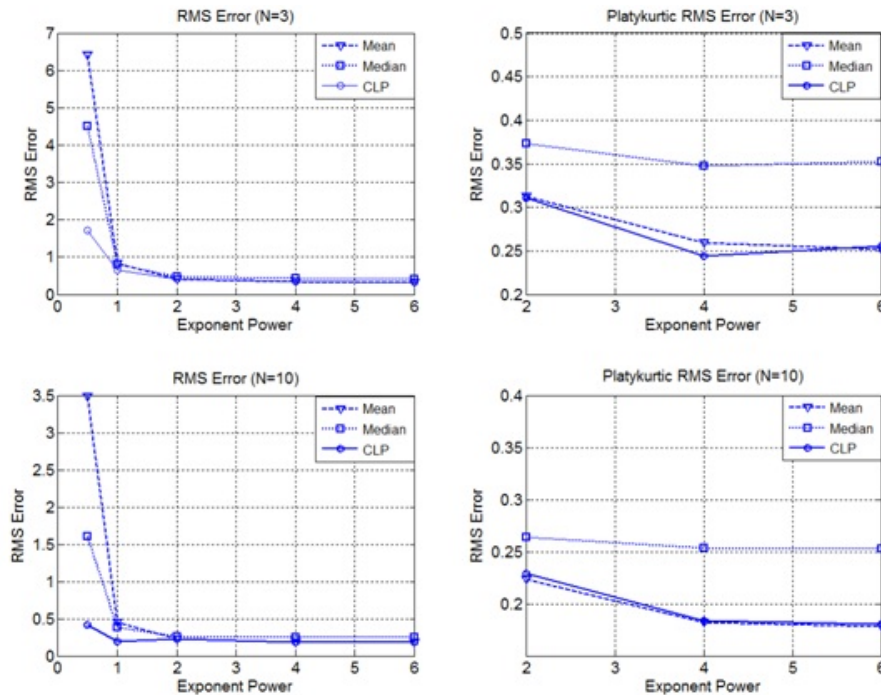 RMS Error (N=3)
7
6
5
4
3
2
1
0
RMS Error
Mean
Median
CLP
0 1 2 3 4 5 6
Exponent Power
Platykurtic RMS Error (N=3)
0.5
0.45
0.4
0.35
0.3
0.25
0.2
RMS Error
Mean
Median
CLP
2 3 4 5 6
Exponent Power
RMS Error (N=10)
3.5
3
2.5
2
1.5
1
0.5
0
RMS Error
Mean
Median
CLP
0 1 2 3 4 5 6
Exponent Power
Platykurtic RMS Error (N=10)
0.4
0.35
0.3
0.25
0.2
RMS Error
Mean
Median
CLP
2 3 4 5 6
Exponent Power